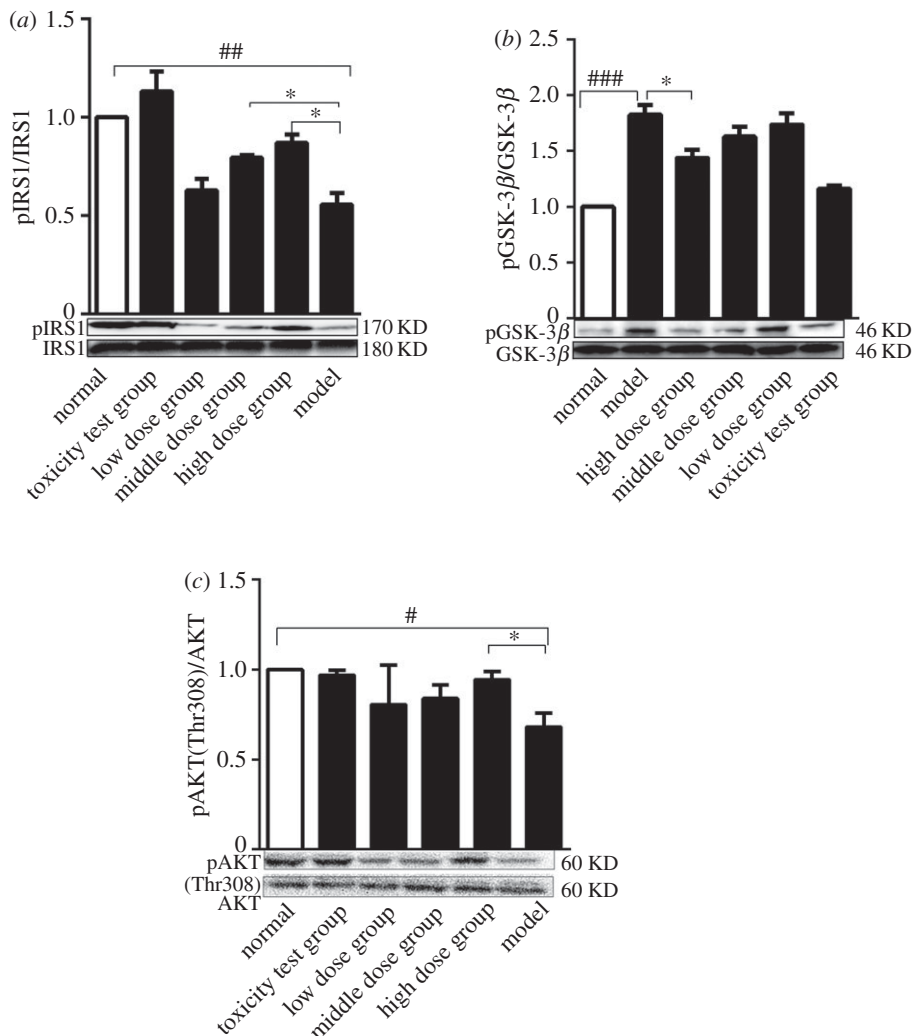 (a)
1.5
1.0
0.5
0
pIRS1/IRS1
##
*
*
pIRS1 170 KD
IRS1 180 KD
normal
toxicity test group
low dose group
middle dose group
high dose group
model
(b)
2.5
2.0
1.5
1.0
0.5
0
pGSK-3β/GSK-3β
###
*
pGSK-3β 46 KD
GSK-3β 46 KD
normal
model
high dose group
middle dose group
low dose group
toxicity test group
(c)
1.5
1.0
0.5
0
pAKT(Thr308)/AKT
#
*
pAKT 60 KD
(Thr308) 60 KD
AKT
normal
toxicity test group
low dose group
middle dose group
high dose group
model